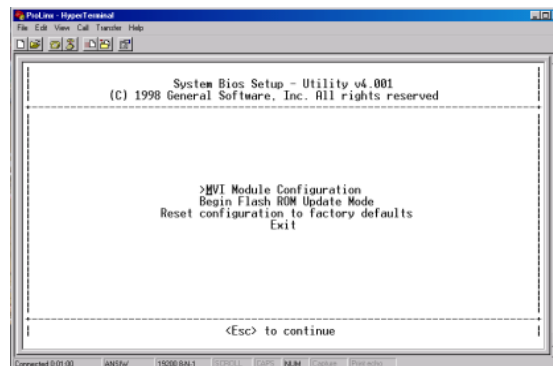 ProLinx - HyperTerminal
File Edit View Call Transfer Help
System Bios Setup - Utility v4.001
(C) 1998 General Software, Inc. All rights reserved
>MVI Module Configuration
Begin Flash ROM Update Mode
Reset configuration to factory defaults
Exit
<Esc> to continue
Connected 0:01:00 ANSIW 19200 8-N-1 SCROLL CAPS NUM Capture Print echo